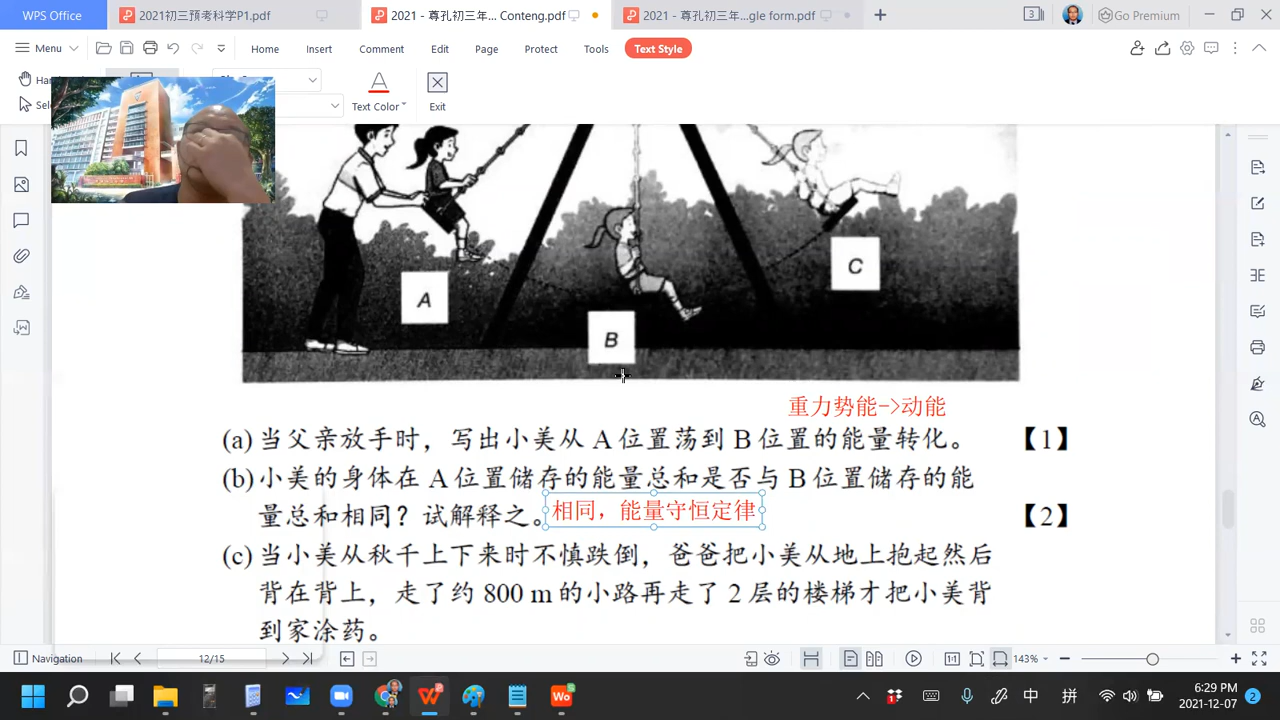 WPS Office
2021初三预考科学P1.pdf
2021 - 尊孔初三年... Conteng.pdf
2021 - 尊孔初三年...gle form).pdf
3
Go Premium
Menu
Home
Insert
Comment
Edit
Page
Protect
Tools
Text Style
Text Color
Exit
A
B
C
重力势能->动能
(a) 当父亲放手时，写出小美从 A 位置荡到 B 位置的能量转化。 【1】
(b) 小美的身体在 A 位置储存的能量总和是否与 B 位置储存的能
量总和相同？试解释之。 相同，能量守恒定律 【2】
(c) 当小美从秋千上下来时不慎跌倒，爸爸把小美从地上抱起然后
背在背上，走了约 800 m 的小路再走了 2 层的楼梯才把小美背
到家涂药。
Navigation
12/15
143%
中
拼
6:29 PM
2021-12-07
2